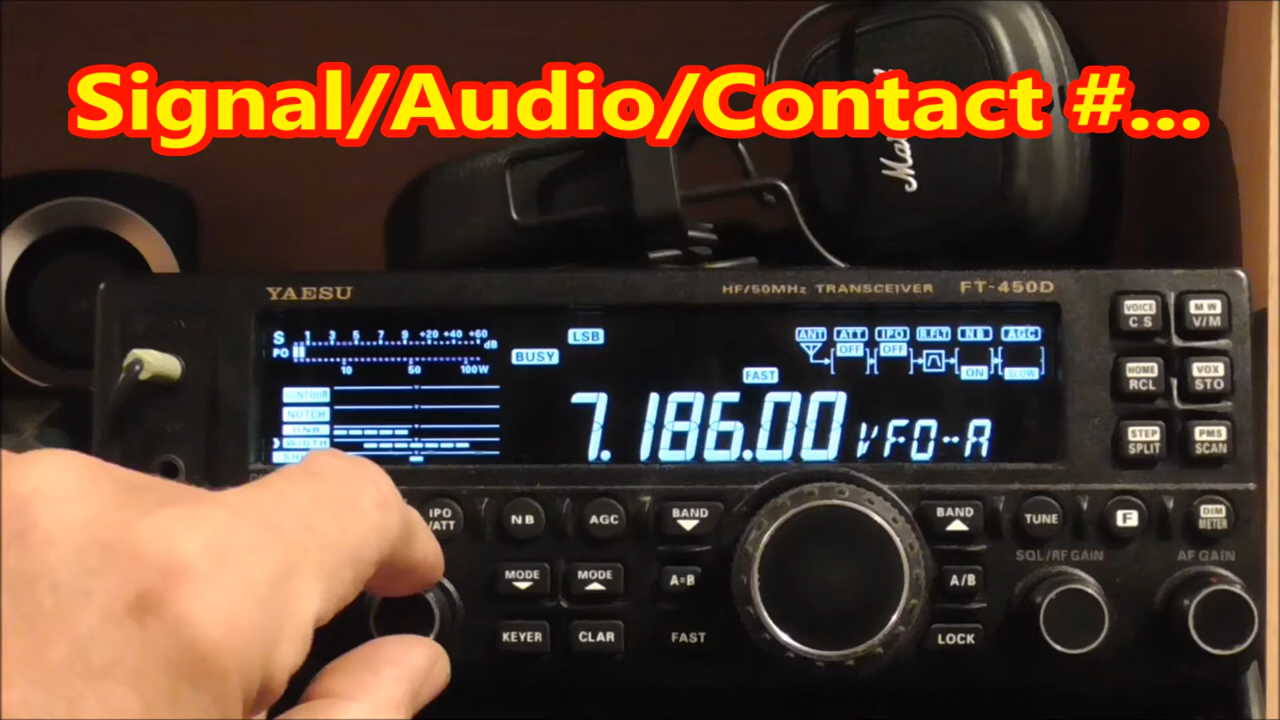 Signal/Audio/Contact #...
Marshall
YAESU
HF/50MHz TRANSCEIVER FT-450D
S 1 3 5 7 9 +20 +40 +60 dB
PO
10 50 100W
LSB
BUSY
FAST
ANT ATT IPO B.FLT NB AGC
OFF OFF
ON SLOW
CONTOUR
NOTCH
DNR
WIDTH
7.186.00 VFO-A
VOICE
C S
M W
V/M
HOME
RCL
VOX
STO
STEP
SPLIT
PMS
SCAN
IPO
/ATT
NB
AGC
BAND
BAND
TUNE
F
DIM
METER
SQL/RF GAIN
AF GAIN
MODE
MODE
A=B
A/B
KEYER
CLAR
FAST
LOCK